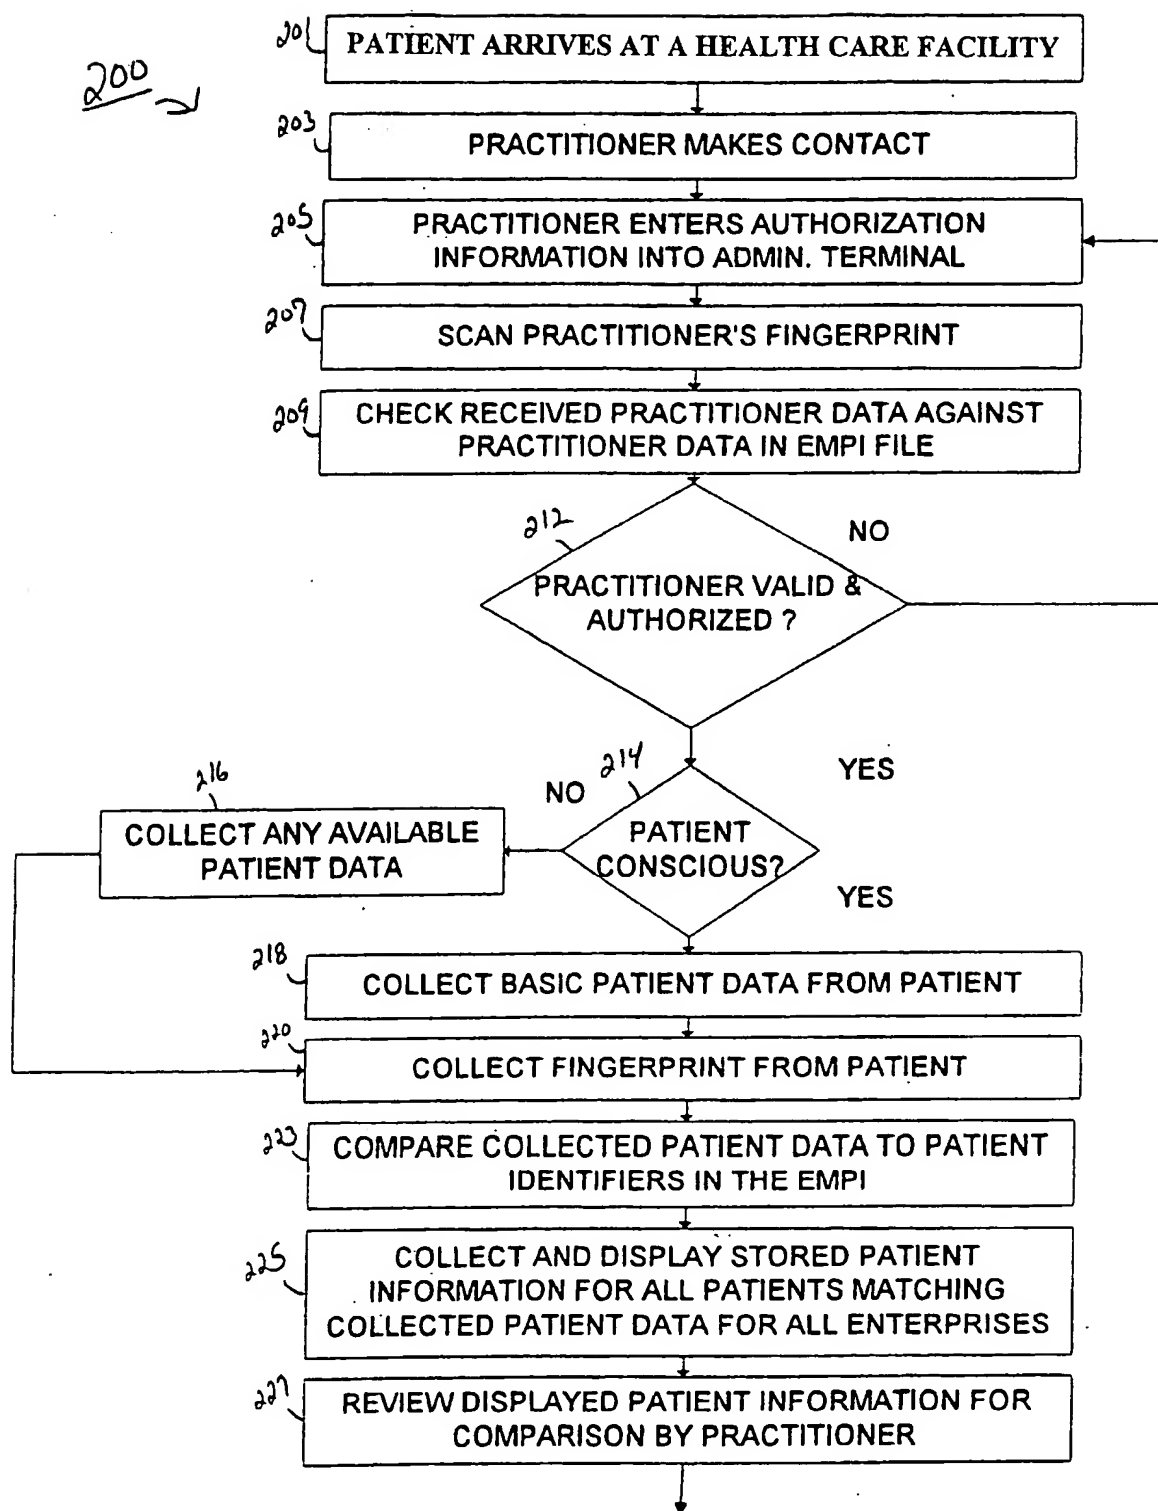 200
201
PATIENT ARRIVES AT A HEALTH CARE FACILITY
203
PRACTITIONER MAKES CONTACT
205
PRACTITIONER ENTERS AUTHORIZATION
INFORMATION INTO ADMIN. TERMINAL
207
SCAN PRACTITIONER'S FINGERPRINT
209
CHECK RECEIVED PRACTITIONER DATA AGAINST
PRACTITIONER DATA IN EMPI FILE
212
NO
PRACTITIONER VALID &
AUTHORIZED ?
YES
214
NO
PATIENT
CONSCIOUS?
YES
216
COLLECT ANY AVAILABLE
PATIENT DATA
218
COLLECT BASIC PATIENT DATA FROM PATIENT
220
COLLECT FINGERPRINT FROM PATIENT
223
COMPARE COLLECTED PATIENT DATA TO PATIENT
IDENTIFIERS IN THE EMPI
225
COLLECT AND DISPLAY STORED PATIENT
INFORMATION FOR ALL PATIENTS MATCHING
COLLECTED PATIENT DATA FOR ALL ENTERPRISES
227
REVIEW DISPLAYED PATIENT INFORMATION FOR
COMPARISON BY PRACTITIONER